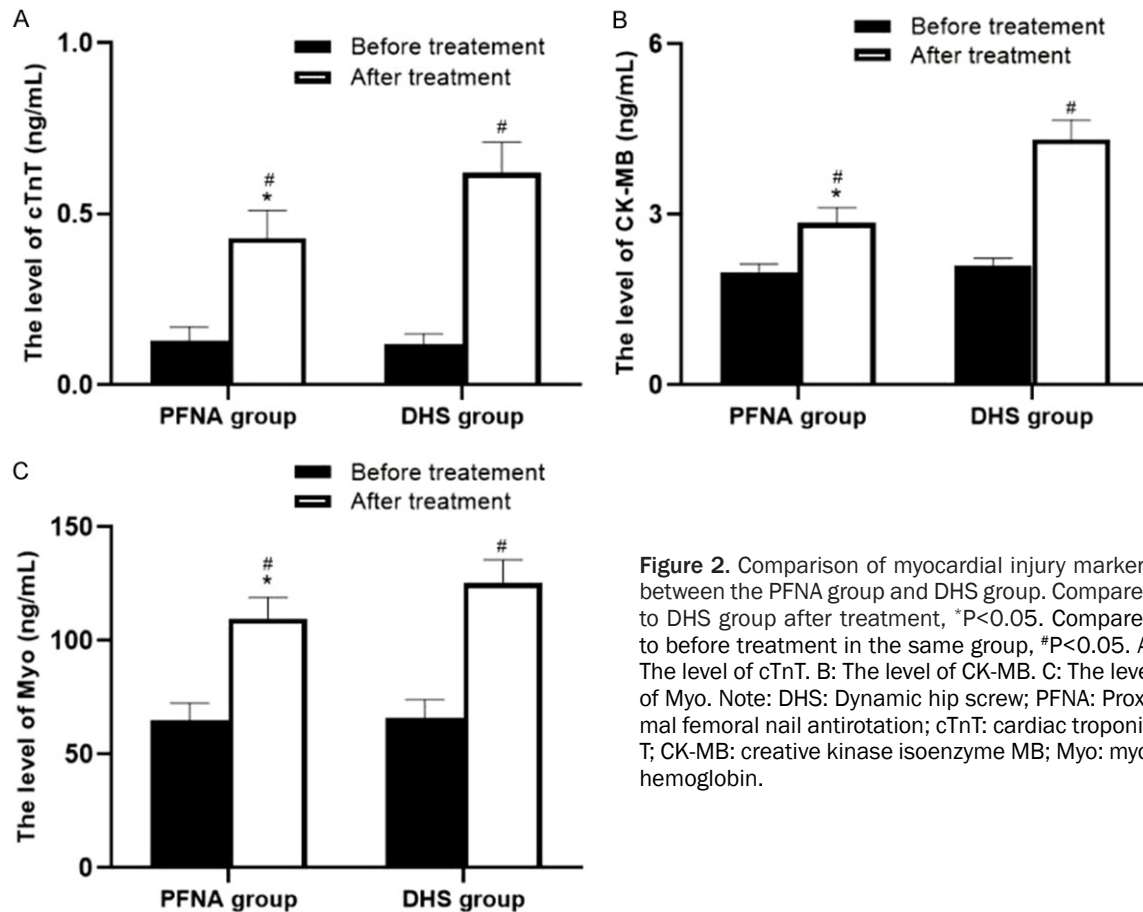 A
The level of cTnT (ng/mL)
1.0
0.5
0.0
Before treatement
After treatment
#
*
#
PFNA group
DHS group
B
The level of CK-MB (ng/mL)
6
3
0
Before treatement
After treatment
#
*
#
PFNA group
DHS group
C
The level of Myo (ng/mL)
150
100
50
0
Before treatement
After treatment
#
*
#
PFNA group
DHS group
Figure 2. Comparison of myocardial injury marker
between the PFNA group and DHS group. Compare
to DHS group after treatment, *P<0.05. Compare
to before treatment in the same group, #P<0.05. A
The level of cTnT. B: The level of CK-MB. C: The leve
of Myo. Note: DHS: Dynamic hip screw; PFNA: Prox
mal femoral nail antirotation; cTnT: cardiac troponi
T; CK-MB: creative kinase isoenzyme MB; Myo: myo
hemoglobin.